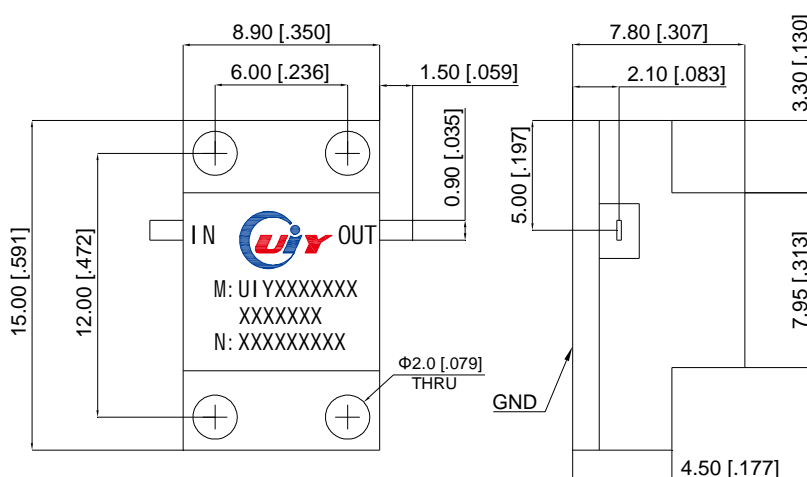 8.90 [.350]
6.00 [.236]
1.50 [.059]
0.90 [.035]
15.00 [.591]
12.00 [.472]
IN
UiY
OUT
M: UIYXXXXXXX
XXXXXXX
N: XXXXXXXXX
Φ2.0 [.079]
THRU
7.80 [.307]
2.10 [.083]
3.30 [.130]
5.00 [.197]
7.95 [.313]
GND
4.50 [.177]